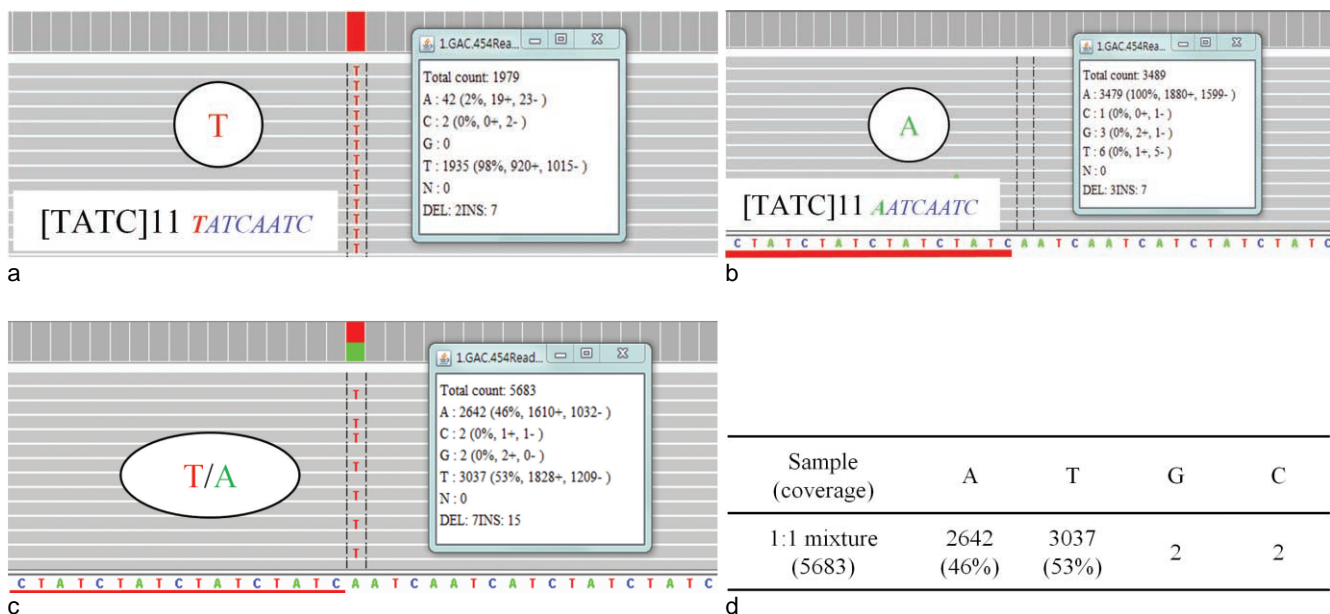 T
T
T
T
T
T
T
T
T
T
T
T
T
T
[TATC]11 TATCAATC
1.GAC.454Rea...
Total count: 1979
A : 42 (2%, 19+, 23- )
C : 2 (0%, 0+, 2- )
G : 0
T : 1935 (98%, 920+, 1015- )
N : 0
DEL: 2INS: 7
a
A
[TATC]11 AATCAATC
1.GAC.454Rea...
Total count: 3489
A : 3479 (100%, 1880+, 1599- )
C : 1 (0%, 0+, 1- )
G : 3 (0%, 2+, 1- )
T : 6 (0%, 1+, 5- )
N : 0
DEL: 3INS: 7
C T A T C T A T C T A T C T A T C A A T C A A T C A T C T A T C T A T C
b
T/A
T
T
T
T
T
T
T
1.GAC.454Read...
Total count: 5683
A : 2642 (46%, 1610+, 1032- )
C : 2 (0%, 1+, 1- )
G : 2 (0%, 2+, 0- )
T : 3037 (53%, 1828+, 1209- )
N : 0
DEL: 7INS: 15
C T A T C T A T C T A T C T A T C A A T C A A T C A T C T A T C T A T C
c
Sample (coverage) A T G C
1:1 mixture (5683) 2642 (46%) 3037 (53%) 2 2
d